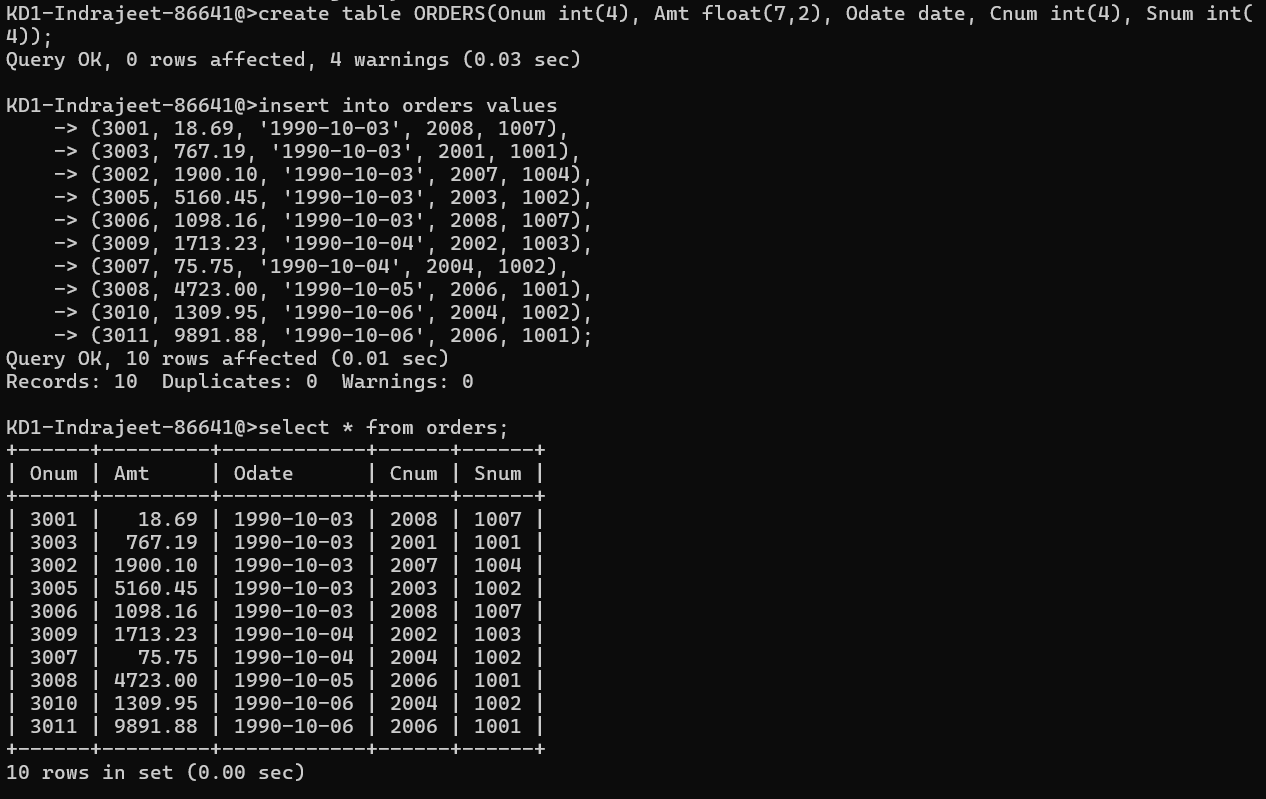 KD1-Indrajeet-86641@>create table ORDERS(Onum int(4), Amt float(7,2), Odate date, Cnum int(4), Snum int(
4));
Query OK, 0 rows affected, 4 warnings (0.03 sec)

KD1-Indrajeet-86641@>insert into orders values
    -> (3001, 18.69, '1990-10-03', 2008, 1007),
    -> (3003, 767.19, '1990-10-03', 2001, 1001),
    -> (3002, 1900.10, '1990-10-03', 2007, 1004),
    -> (3005, 5160.45, '1990-10-03', 2003, 1002),
    -> (3006, 1098.16, '1990-10-03', 2008, 1007),
    -> (3009, 1713.23, '1990-10-04', 2002, 1003),
    -> (3007, 75.75, '1990-10-04', 2004, 1002),
    -> (3008, 4723.00, '1990-10-05', 2006, 1001),
    -> (3010, 1309.95, '1990-10-06', 2004, 1002),
    -> (3011, 9891.88, '1990-10-06', 2006, 1001);
Query OK, 10 rows affected (0.01 sec)
Records: 10  Duplicates: 0  Warnings: 0

KD1-Indrajeet-86641@>select * from orders;
+------+---------+------------+------+------+
| Onum | Amt     | Odate      | Cnum | Snum |
+------+---------+------------+------+------+
| 3001 |   18.69 | 1990-10-03 | 2008 | 1007 |
| 3003 |  767.19 | 1990-10-03 | 2001 | 1001 |
| 3002 | 1900.10 | 1990-10-03 | 2007 | 1004 |
| 3005 | 5160.45 | 1990-10-03 | 2003 | 1002 |
| 3006 | 1098.16 | 1990-10-03 | 2008 | 1007 |
| 3009 | 1713.23 | 1990-10-04 | 2002 | 1003 |
| 3007 |   75.75 | 1990-10-04 | 2004 | 1002 |
| 3008 | 4723.00 | 1990-10-05 | 2006 | 1001 |
| 3010 | 1309.95 | 1990-10-06 | 2004 | 1002 |
| 3011 | 9891.88 | 1990-10-06 | 2006 | 1001 |
+------+---------+------------+------+------+
10 rows in set (0.00 sec)